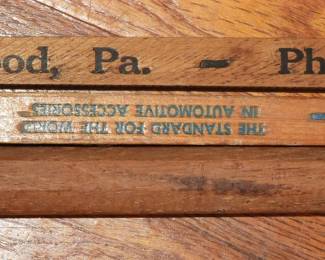 ood, Pa. – Ph
THE STANDARD FOR THE WORLD
IN AUTOMOTIVE ACCESSORIES